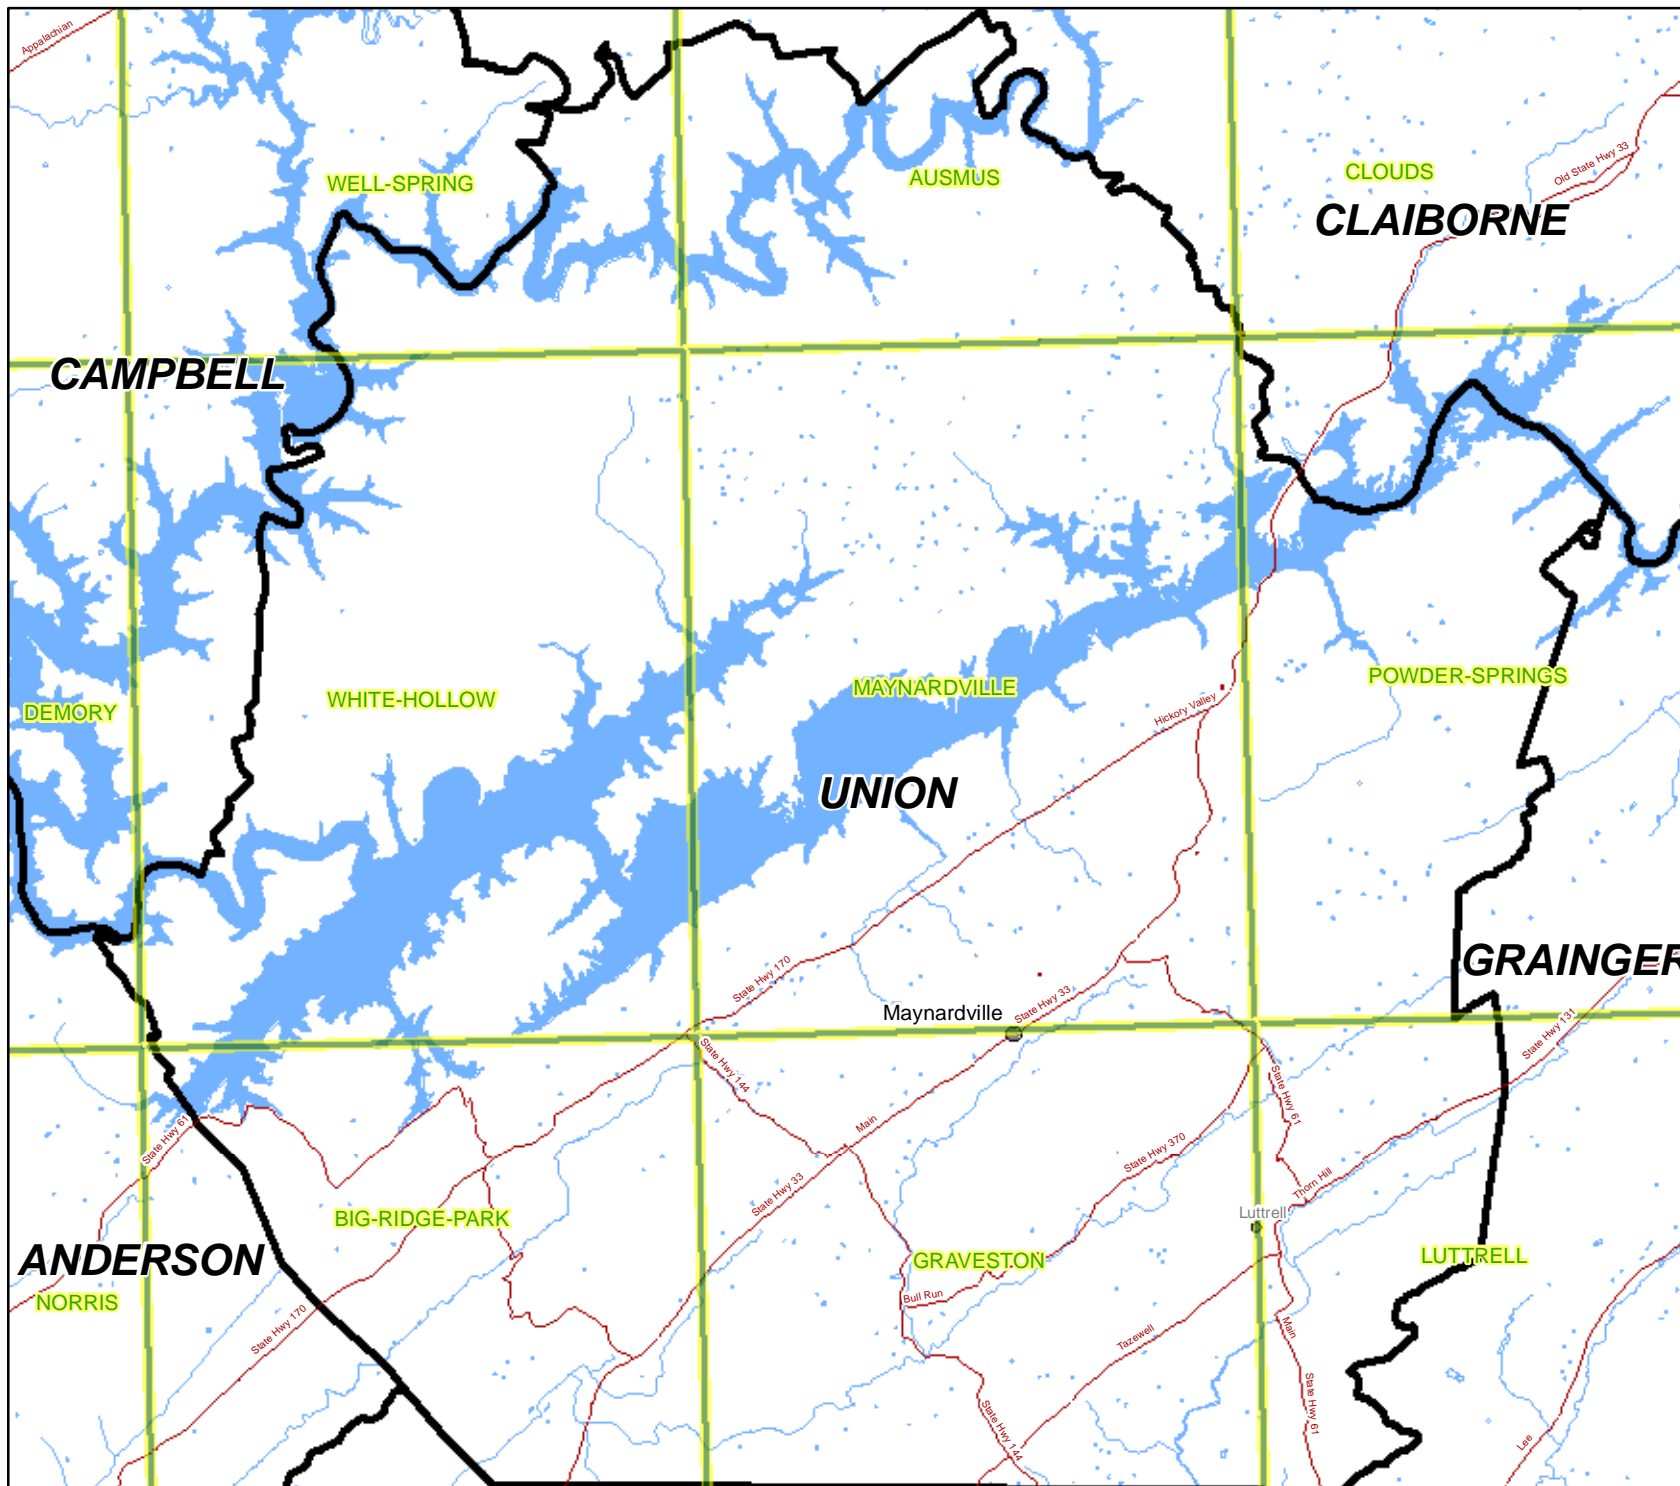 Appalachian
WELL-SPRING
AUSMUS
CLOUDS
Old State Hwy 33
CLAIBORNE
CAMPBELL
DEMORY
WHITE-HOLLOW
MAYNARDVILLE
POWDER-SPRINGS
Hickory Valley
UNION
GRAINGER
State Hwy 170
Maynardville
State Hwy 33
State Hwy 131
State Hwy 144
State Hwy 61
State Hwy 61
Main
State Hwy 370
Thorn Hill
State Hwy 33
Luttrell
BIG-RIDGE-PARK
GRAVESTON
LUTTRELL
ANDERSON
NORRIS
Bull Run
State Hwy 170
Tazewell
Main
State Hwy 61
State Hwy 144
Lee